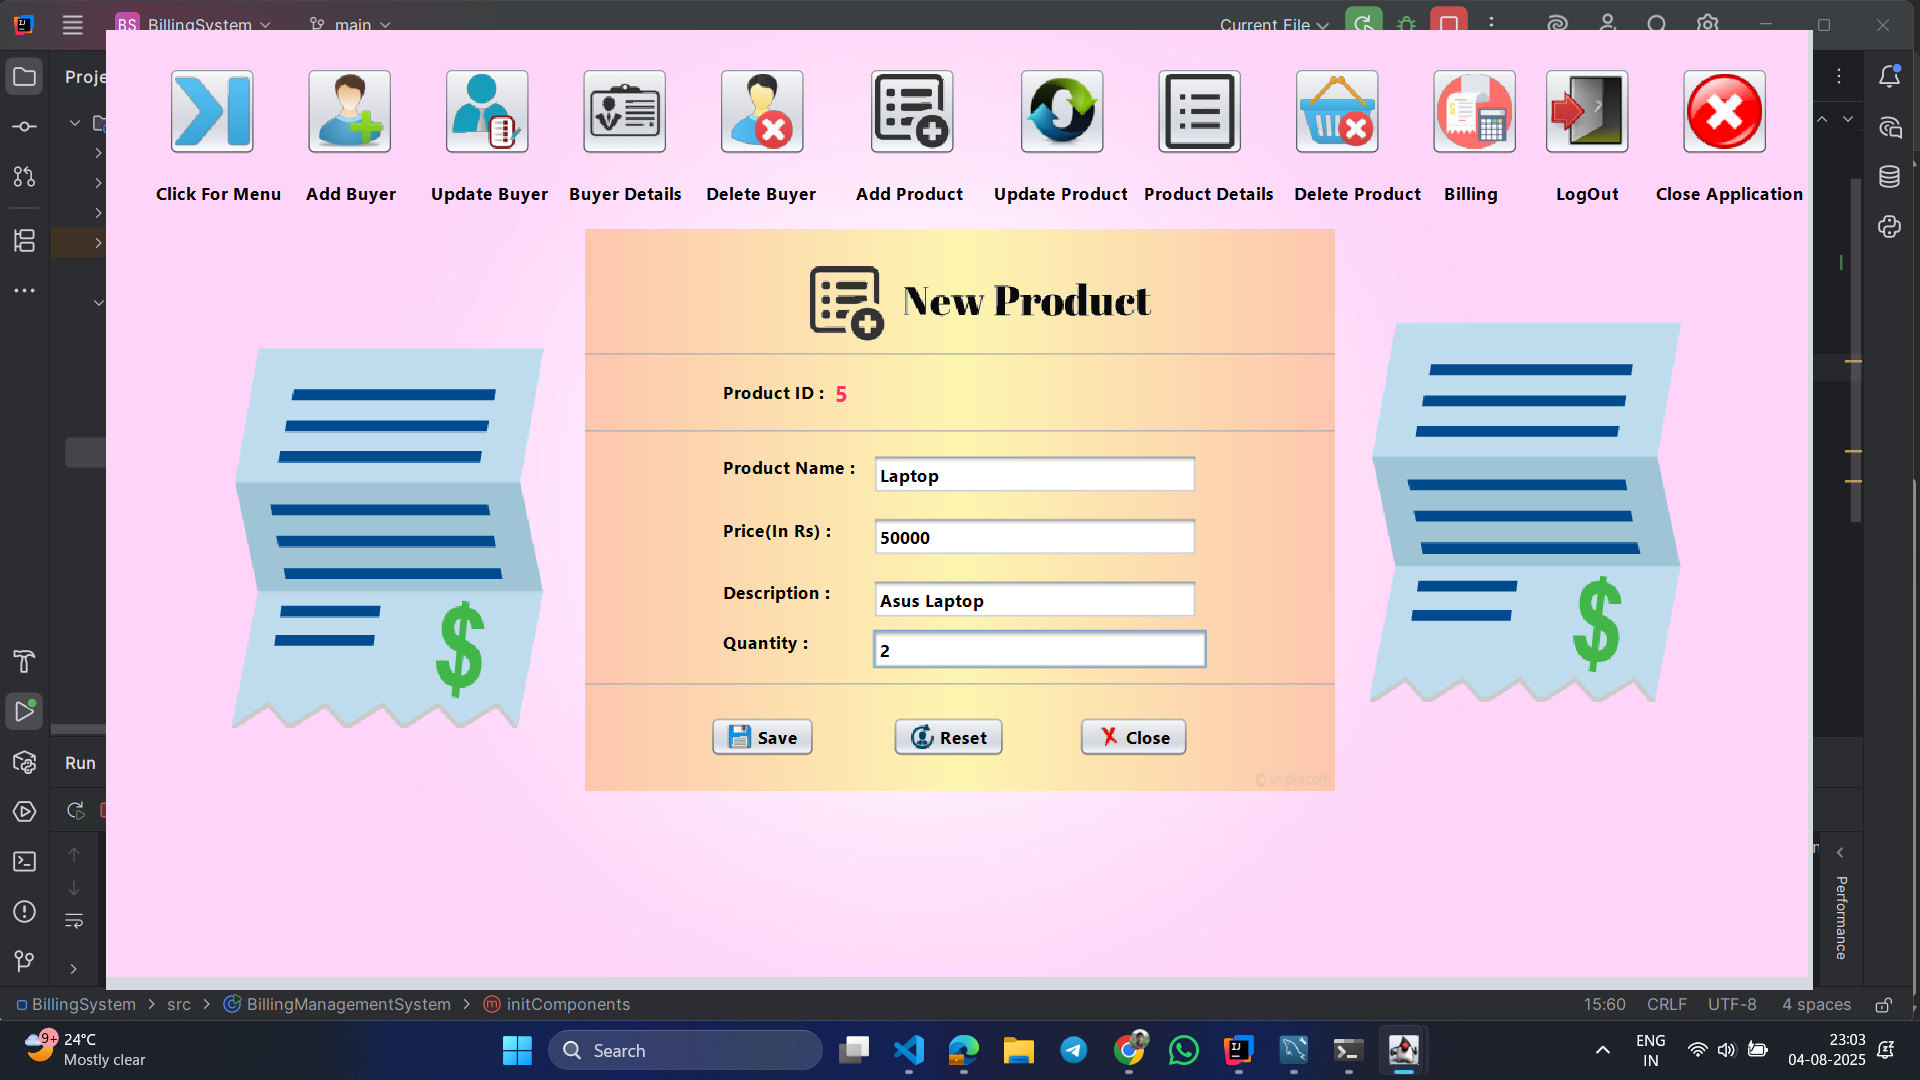 BS BillingSystem main Current File
Proje
Click For Menu Add Buyer Update Buyer Buyer Details Delete Buyer Add Product Update Product Product Details Delete Product Billing LogOut Close Application
New Product
Product ID : 5
Product Name : Laptop
Price(In Rs) : 50000
Description : Asus Laptop
Quantity : 2
Save Reset Close
© xmple.com
Run
Performance
BillingSystem > src > BillingManagementSystem > initComponents 15:60 CRLF UTF-8 4 spaces
9+ 24°C
Mostly clear
Search
ENG
IN
23:03
04-08-2025